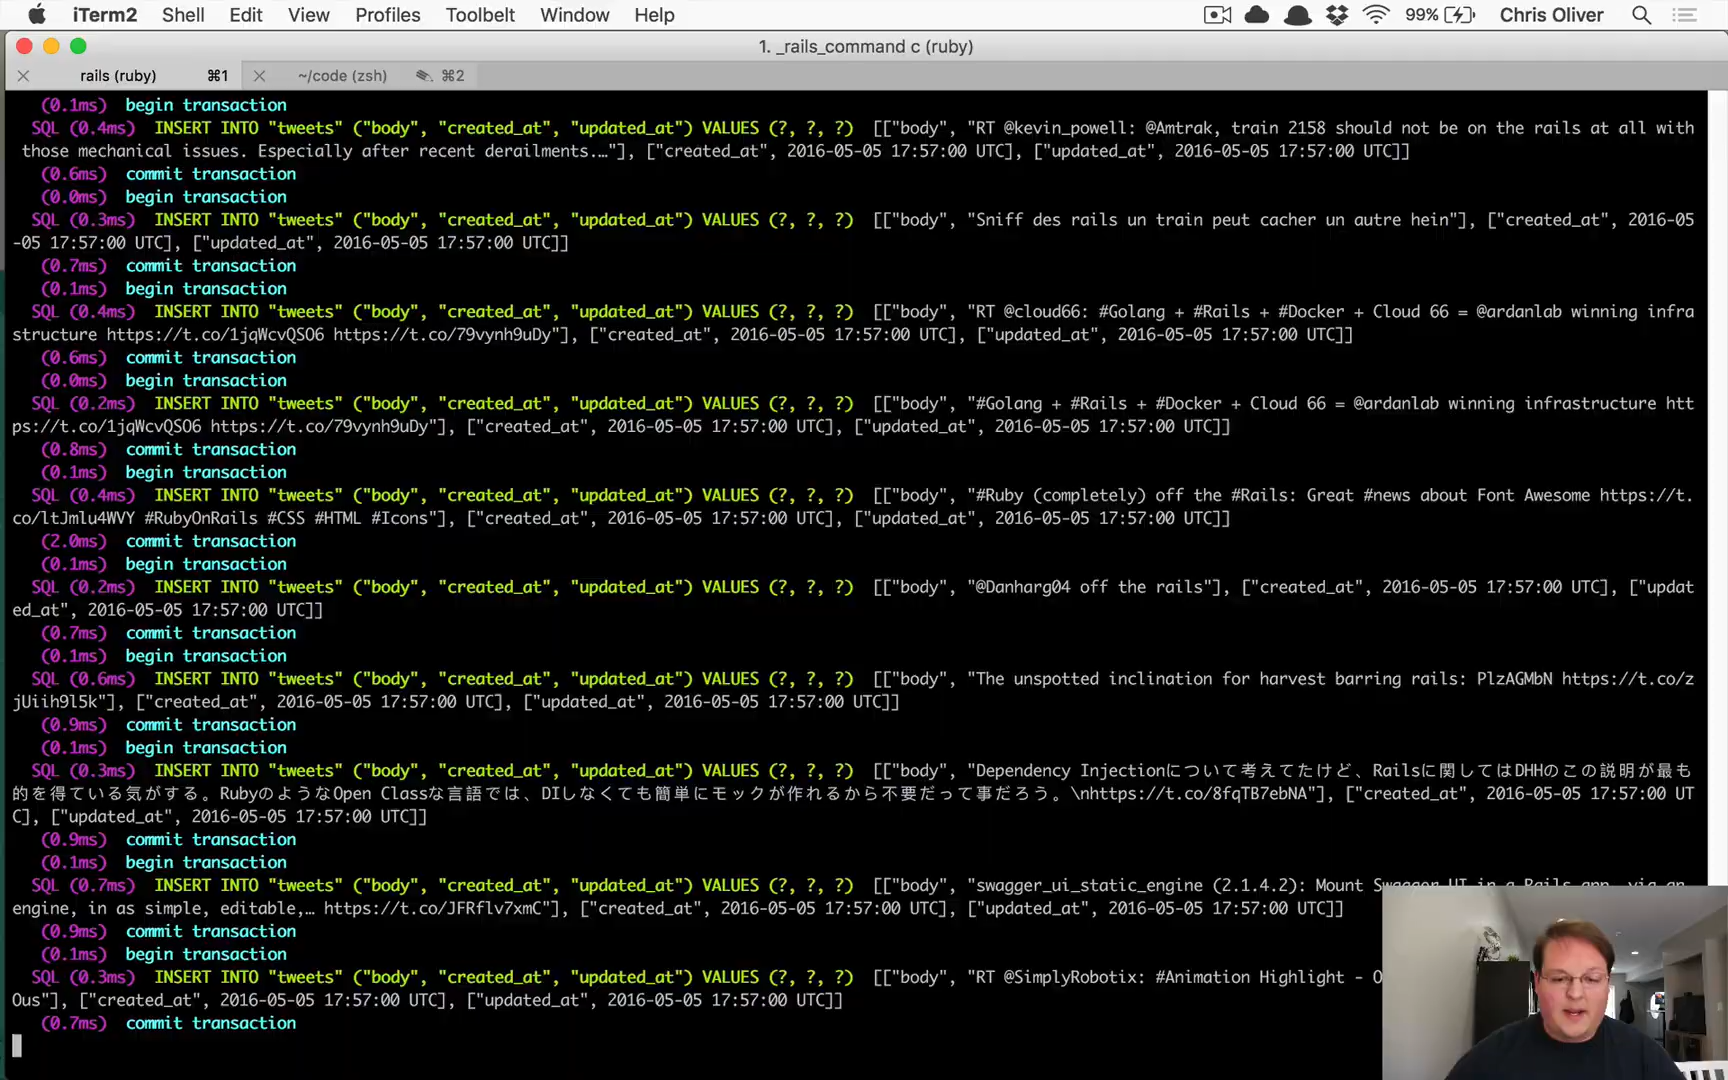 iTerm2 Shell Edit View Profiles Toolbelt Window Help 99% Chris Oliver
1. _rails_command c (ruby)
rails (ruby) ⌘1 ~/code (zsh) ⌘2
(0.1ms) begin transaction
SQL (0.4ms) INSERT INTO "tweets" ("body", "created_at", "updated_at") VALUES (?, ?, ?) [["body", "RT @kevin_powell: @Amtrak, train 2158 should not be on the rails at all with
those mechanical issues. Especially after recent derailments.…"], ["created_at", 2016-05-05 17:57:00 UTC], ["updated_at", 2016-05-05 17:57:00 UTC]]
(0.6ms) commit transaction
(0.0ms) begin transaction
SQL (0.3ms) INSERT INTO "tweets" ("body", "created_at", "updated_at") VALUES (?, ?, ?) [["body", "Sniff des rails un train peut cacher un autre hein"], ["created_at", 2016-05
-05 17:57:00 UTC], ["updated_at", 2016-05-05 17:57:00 UTC]]
(0.7ms) commit transaction
(0.1ms) begin transaction
SQL (0.4ms) INSERT INTO "tweets" ("body", "created_at", "updated_at") VALUES (?, ?, ?) [["body", "RT @cloud66: #Golang + #Rails + #Docker + Cloud 66 = @ardanlab winning infra
structure https://t.co/1jqWcvQSO6 https://t.co/79vynh9uDy"], ["created_at", 2016-05-05 17:57:00 UTC], ["updated_at", 2016-05-05 17:57:00 UTC]]
(0.6ms) commit transaction
(0.0ms) begin transaction
SQL (0.2ms) INSERT INTO "tweets" ("body", "created_at", "updated_at") VALUES (?, ?, ?) [["body", "#Golang + #Rails + #Docker + Cloud 66 = @ardanlab winning infrastructure htt
ps://t.co/1jqWcvQSO6 https://t.co/79vynh9uDy"], ["created_at", 2016-05-05 17:57:00 UTC], ["updated_at", 2016-05-05 17:57:00 UTC]]
(0.8ms) commit transaction
(0.1ms) begin transaction
SQL (0.4ms) INSERT INTO "tweets" ("body", "created_at", "updated_at") VALUES (?, ?, ?) [["body", "#Ruby (completely) off the #Rails: Great #news about Font Awesome https://t.
co/ltJmlu4WVY #RubyOnRails #CSS #HTML #Icons"], ["created_at", 2016-05-05 17:57:00 UTC], ["updated_at", 2016-05-05 17:57:00 UTC]]
(2.0ms) commit transaction
(0.1ms) begin transaction
SQL (0.2ms) INSERT INTO "tweets" ("body", "created_at", "updated_at") VALUES (?, ?, ?) [["body", "@Danharg04 off the rails"], ["created_at", 2016-05-05 17:57:00 UTC], ["updat
ed_at", 2016-05-05 17:57:00 UTC]]
(0.7ms) commit transaction
(0.1ms) begin transaction
SQL (0.6ms) INSERT INTO "tweets" ("body", "created_at", "updated_at") VALUES (?, ?, ?) [["body", "The unspotted inclination for harvest barring rails: PlzAGMbN https://t.co/z
jUiih9l5k"], ["created_at", 2016-05-05 17:57:00 UTC], ["updated_at", 2016-05-05 17:57:00 UTC]]
(0.9ms) commit transaction
(0.1ms) begin transaction
SQL (0.3ms) INSERT INTO "tweets" ("body", "created_at", "updated_at") VALUES (?, ?, ?) [["body", "Dependency Injectionについて考えてたけど、Railsに関してはDHHのこの説明が最も
的を得ている気がする。RubyのようなOpen Classな言語では、DIしなくても簡単にモックが作れるから不要だって事だろう。\nhttps://t.co/8fqTB7ebNA"], ["created_at", 2016-05-05 17:57:00 UT
C], ["updated_at", 2016-05-05 17:57:00 UTC]]
(0.9ms) commit transaction
(0.1ms) begin transaction
SQL (0.7ms) INSERT INTO "tweets" ("body", "created_at", "updated_at") VALUES (?, ?, ?) [["body", "swagger_ui_static_engine (2.1.4.2): Mount Swagger UI in a Rails app, via an
engine, in as simple, editable,… https://t.co/JFRflv7xmC"], ["created_at", 2016-05-05 17:57:00 UTC], ["updated_at", 2016-05-05 17:57:00 UTC]]
(0.9ms) commit transaction
(0.1ms) begin transaction
SQL (0.3ms) INSERT INTO "tweets" ("body", "created_at", "updated_at") VALUES (?, ?, ?) [["body", "RT @SimplyRobotix: #Animation Highlight - O
Ous"], ["created_at", 2016-05-05 17:57:00 UTC], ["updated_at", 2016-05-05 17:57:00 UTC]]
(0.7ms) commit transaction